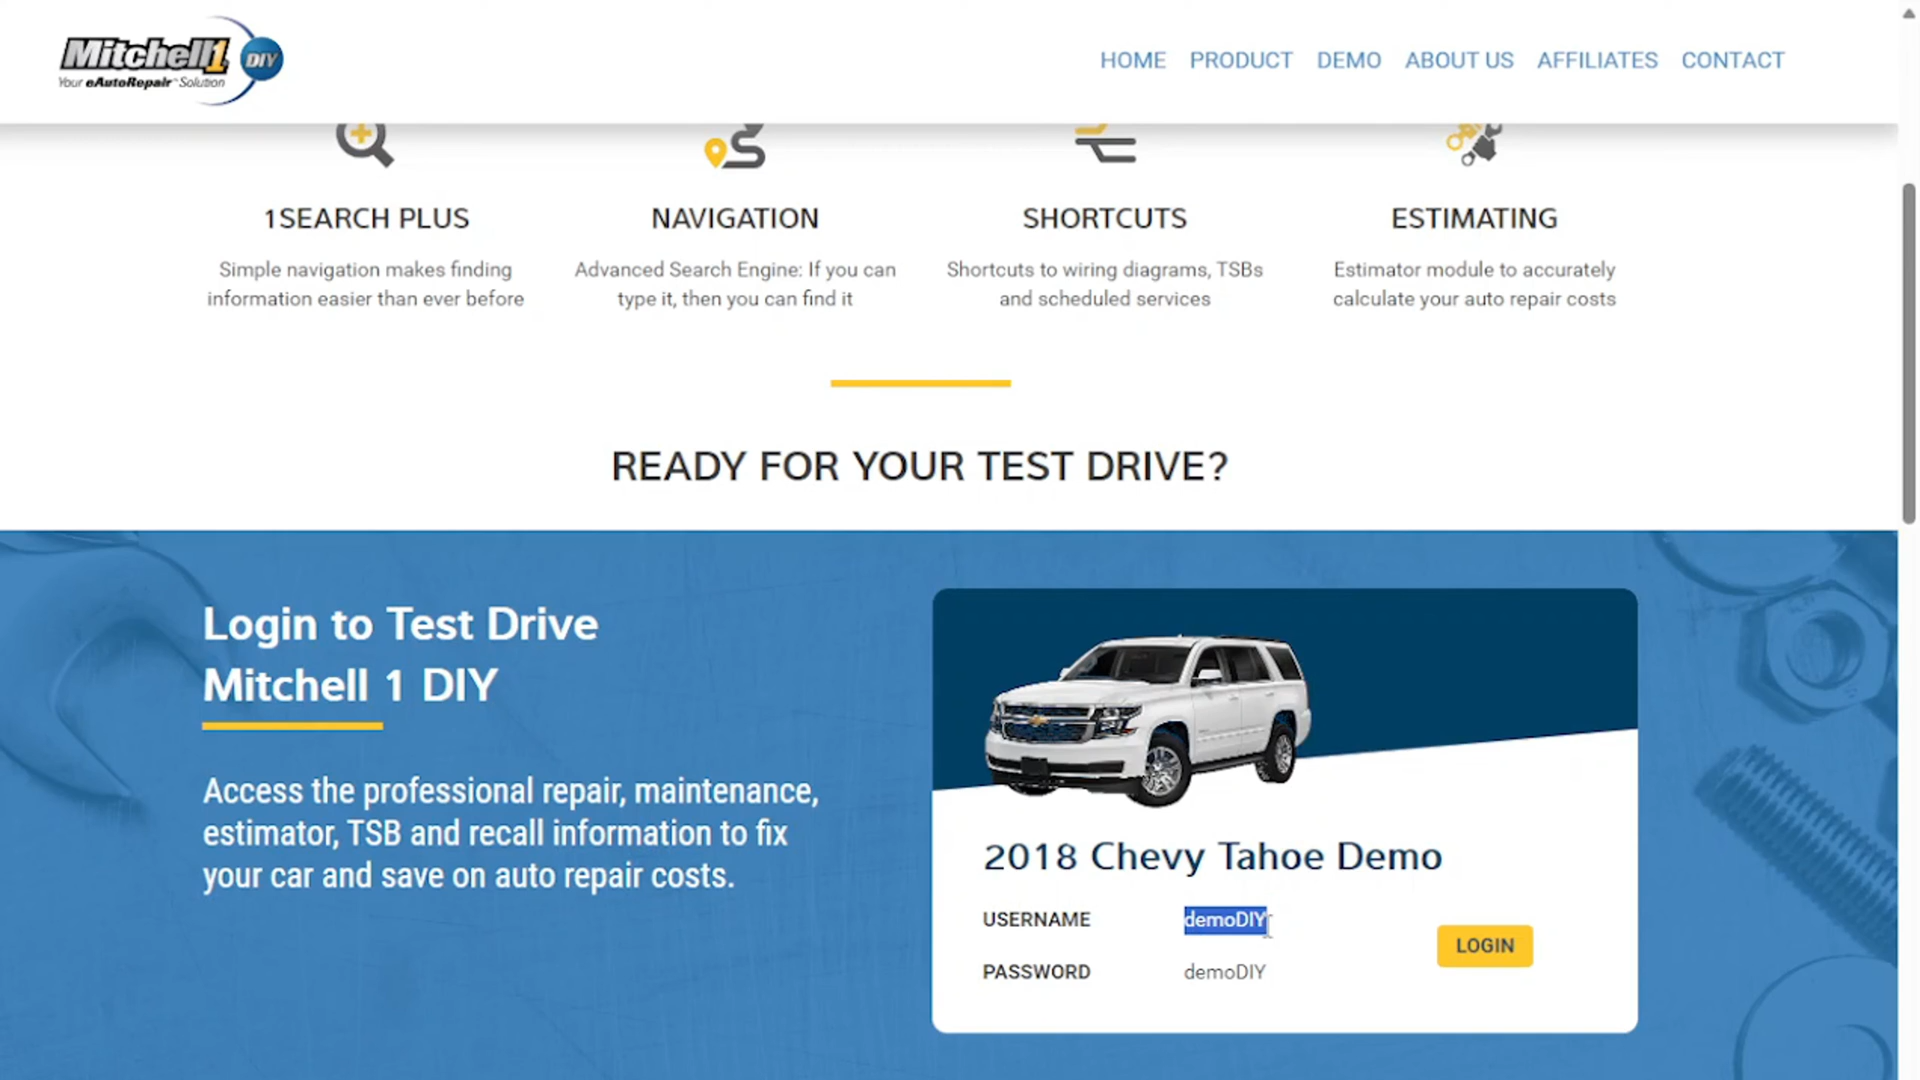 Mitchell1 DIY
Your eAutoRepair Solution
HOME PRODUCT DEMO ABOUT US AFFILIATES CONTACT
1SEARCH PLUS
Simple navigation makes finding
information easier than ever before
NAVIGATION
Advanced Search Engine: If you can
type it, then you can find it
SHORTCUTS
Shortcuts to wiring diagrams, TSBs
and scheduled services
ESTIMATING
Estimator module to accurately
calculate your auto repair costs
READY FOR YOUR TEST DRIVE?
Login to Test Drive
Mitchell 1 DIY
Access the professional repair, maintenance,
estimator, TSB and recall information to fix
your car and save on auto repair costs.
2018 Chevy Tahoe Demo
USERNAME demoDIY
PASSWORD demoDIY
LOGIN